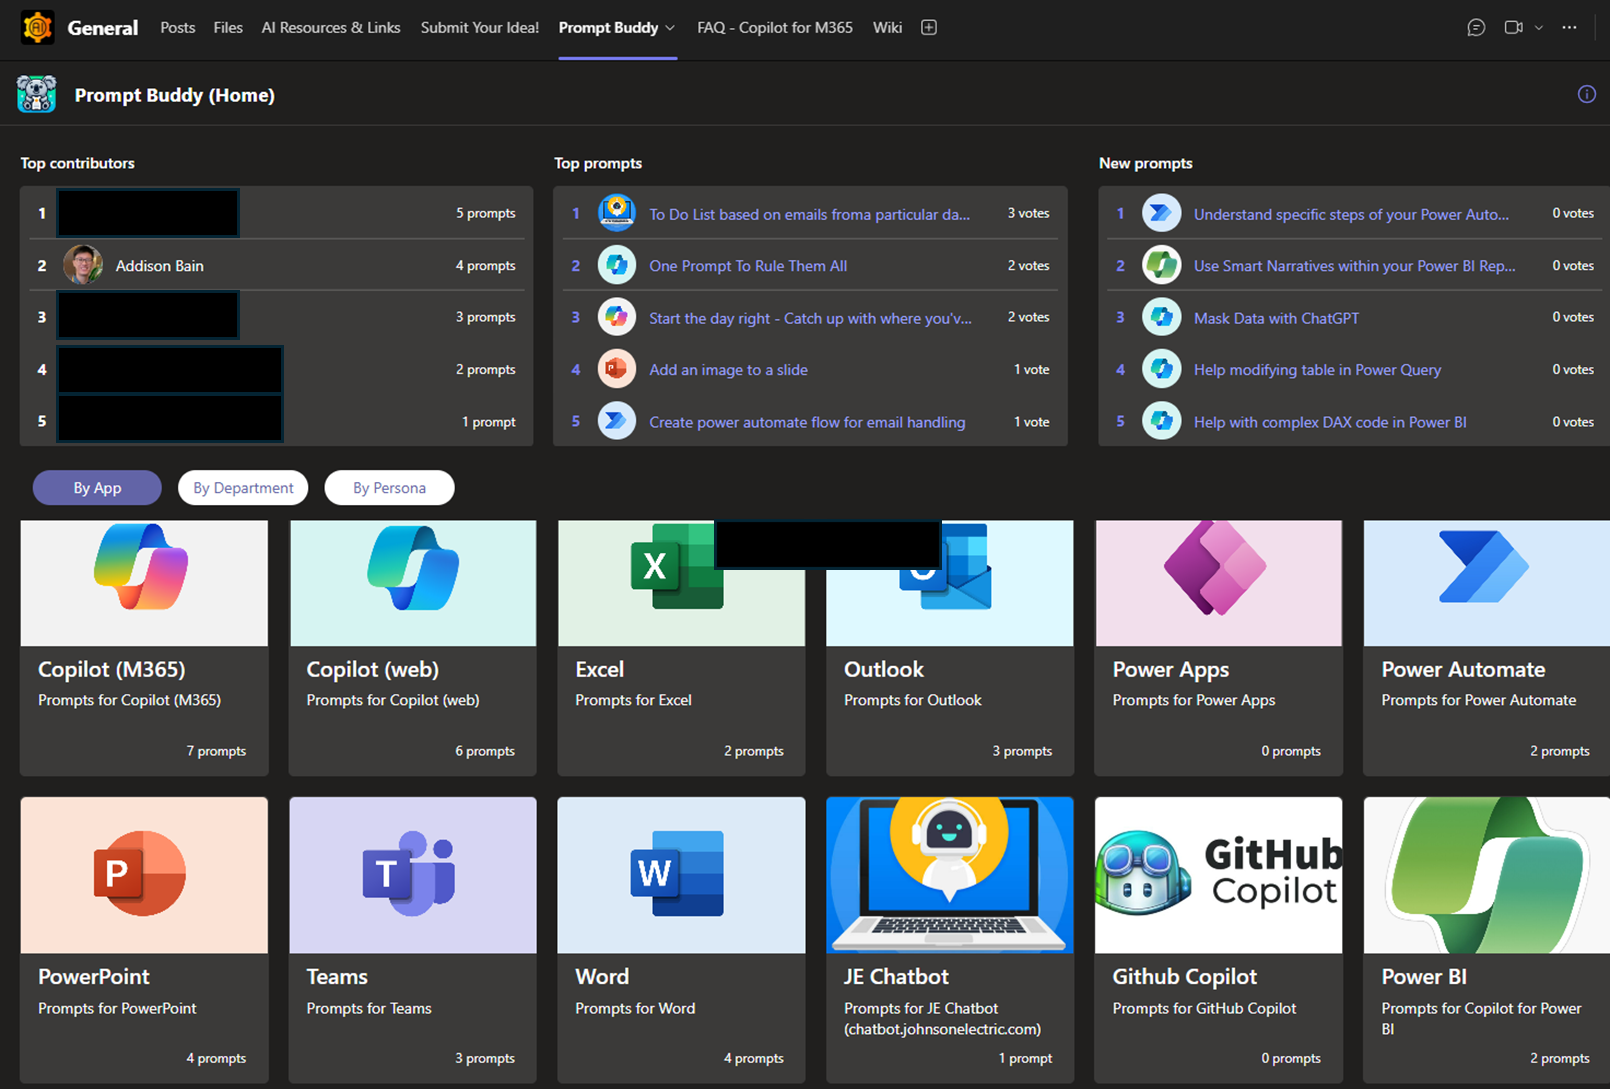 General Posts Files AI Resources & Links Submit Your Idea! Prompt Buddy FAQ - Copilot for M365 Wiki
Prompt Buddy (Home)
Top contributors
1 5 prompts
2 Addison Bain 4 prompts
3 3 prompts
4 2 prompts
5 1 prompt
Top prompts
1 To Do List based on emails froma particular da... 3 votes
2 One Prompt To Rule Them All 2 votes
3 Start the day right - Catch up with where you'v... 2 votes
4 Add an image to a slide 1 vote
5 Create power automate flow for email handling 1 vote
New prompts
1 Understand specific steps of your Power Auto... 0 votes
2 Use Smart Narratives within your Power BI Rep... 0 votes
3 Mask Data with ChatGPT 0 votes
4 Help modifying table in Power Query 0 votes
5 Help with complex DAX code in Power BI 0 votes
By App By Department By Persona
Copilot (M365)
Prompts for Copilot (M365)
7 prompts
Copilot (web)
Prompts for Copilot (web)
6 prompts
X
Excel
Prompts for Excel
2 prompts
Outlook
Prompts for Outlook
3 prompts
Power Apps
Prompts for Power Apps
0 prompts
Power Automate
Prompts for Power Automate
2 prompts
P
PowerPoint
Prompts for PowerPoint
4 prompts
T
Teams
Prompts for Teams
3 prompts
W
Word
Prompts for Word
4 prompts
JE Chatbot
Prompts for JE Chatbot
(chatbot.johnsonelectric.com)
1 prompt
GitHub
Copilot
Github Copilot
Prompts for GitHub Copilot
0 prompts
Power BI
Prompts for Copilot for Power
BI
2 prompts